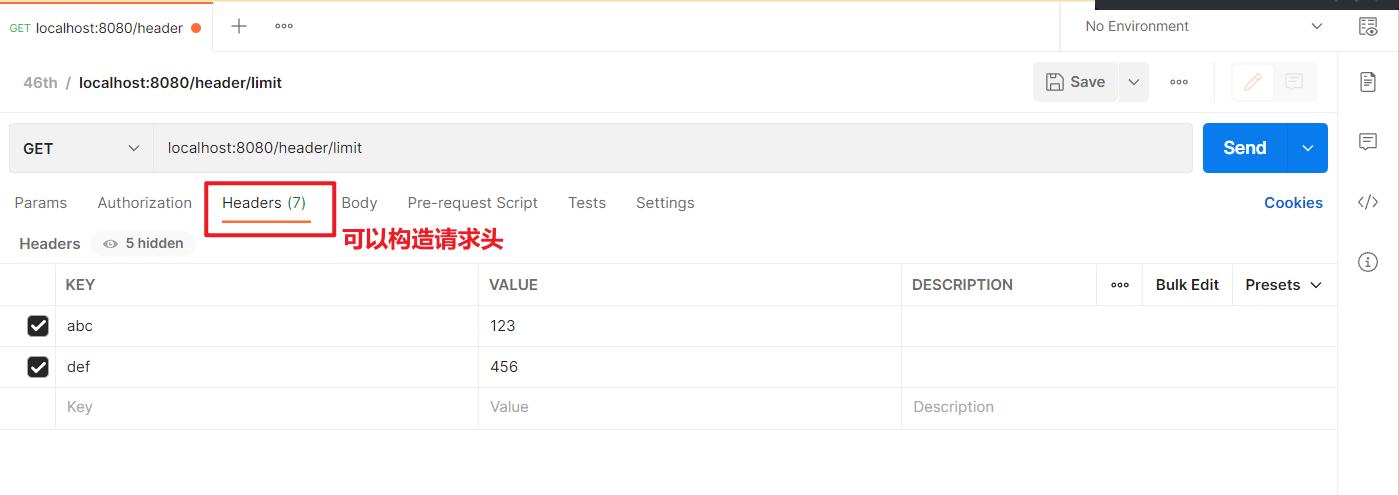 GET localhost:8080/header
No Environment
46th / localhost:8080/header/limit
Save
GET localhost:8080/header/limit Send
Params Authorization Headers (7) Body Pre-request Script Tests Settings Cookies
可以构造请求头
Headers 5 hidden
KEY VALUE DESCRIPTION Bulk Edit Presets
abc 123
def 456
Key Value Description